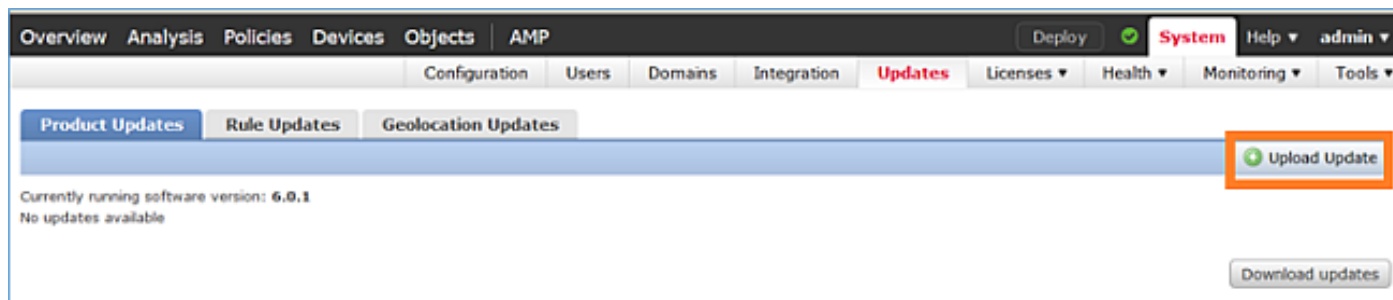 Overview Analysis Policies Devices Objects AMP Deploy System Help ▾ admin ▾
Configuration Users Domains Integration Updates Licenses ▾ Health ▾ Monitoring ▾ Tools ▾
Product Updates Rule Updates Geolocation Updates
Upload Update
Currently running software version: 6.0.1
No updates available
Download updates